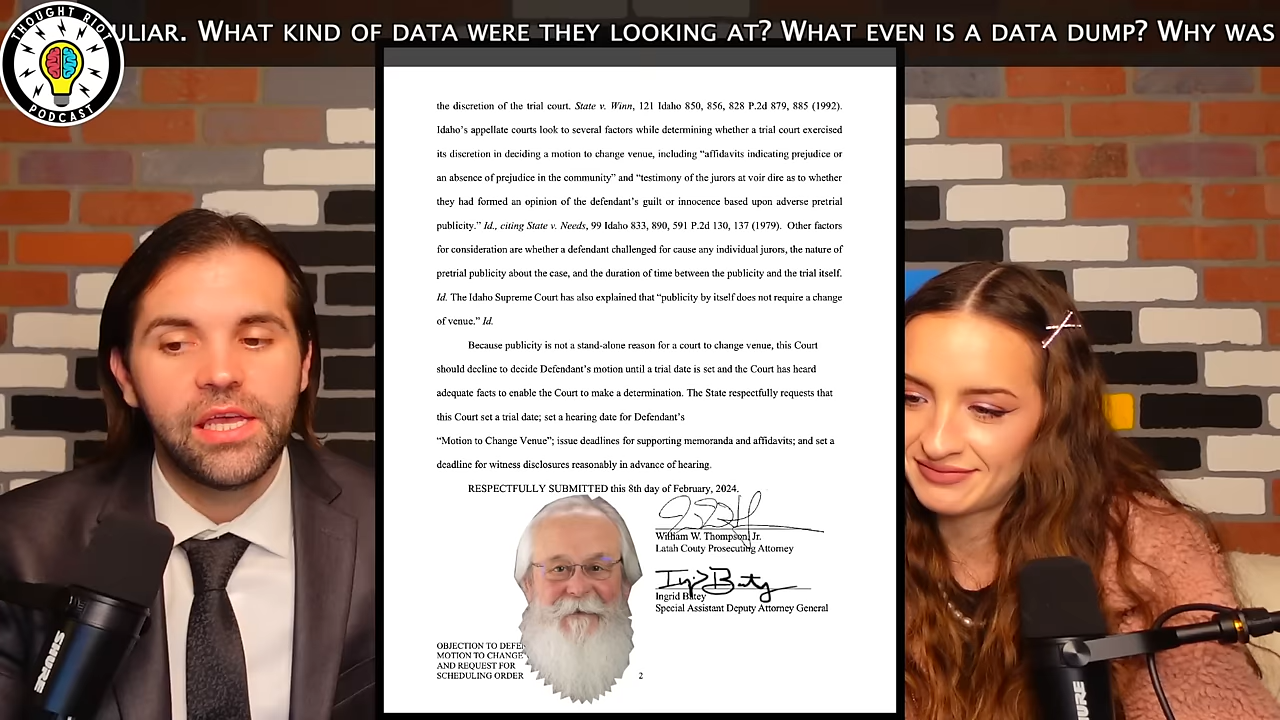 THOUGHT RIOT
PODCAST
ULIAR. WHAT KIND OF DATA WERE THEY LOOKING AT? WHAT EVEN IS A DATA DUMP? WHY WAS
the discretion of the trial court. State v. Winn, 121 Idaho 850, 856, 828 P.2d 879, 885 (1992).
Idaho's appellate courts look to several factors while determining whether a trial court exercised
its discretion in deciding a motion to change venue, including “affidavits indicating prejudice or
an absence of prejudice in the community” and “testimony of the jurors at voir dire as to whether
they had formed an opinion of the defendant's guilt or innocence based upon adverse pretrial
publicity.” Id., citing State v. Needs, 99 Idaho 833, 890, 591 P.2d 130, 137 (1979). Other factors
for consideration are whether a defendant challenged for cause any individual jurors, the nature of
pretrial publicity about the case, and the duration of time between the publicity and the trial itself.
Id. The Idaho Supreme Court has also explained that “publicity by itself does not require a change
of venue.” Id.
Because publicity is not a stand-alone reason for a court to change venue, this Court
should decline to decide Defendant's motion until a trial date is set and the Court has heard
adequate facts to enable the Court to make a determination. The State respectfully requests that
this Court set a trial date; set a hearing date for Defendant's
“Motion to Change Venue”; issue deadlines for supporting memoranda and affidavits; and set a
deadline for witness disclosures reasonably in advance of hearing.
RESPECTFULLY SUBMITTED this 8th day of February, 2024.
William W. Thompson, Jr.
Latah Couty Prosecuting Attorney
Ingrid Batey
Special Assistant Deputy Attorney General
OBJECTION TO DEFE
MOTION TO CHANGE
AND REQUEST FOR
SCHEDULING ORDER
2
SHURE
SHURE